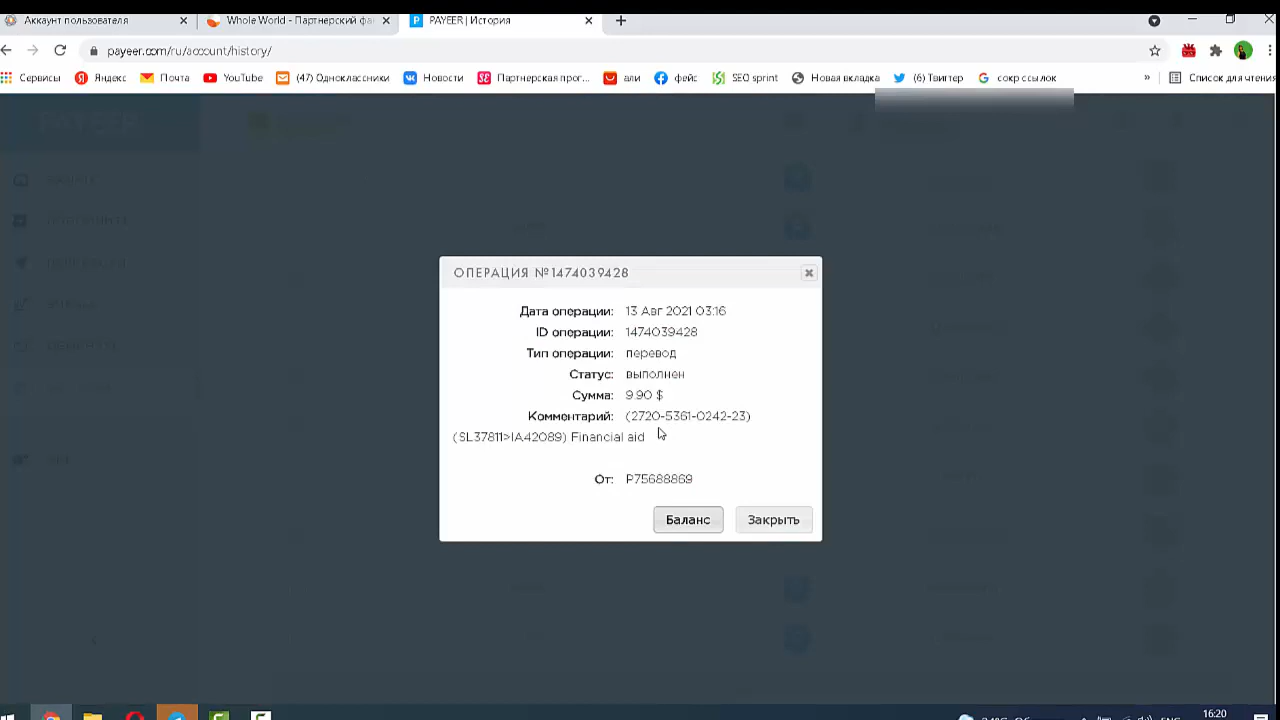 Аккаунт пользователя
Whole World - Партнерский фа
PAYEER | История
payeer.com/ru/account/history/
Сервисы Яндекс Почта YouTube (47) Одноклассники Новости Партнерская прог... али фейс SEO sprint Новая вкладка (6) Твиттер сокр ссылок » Список для чтения
PAYEER
ОПЕРАЦИЯ №1474039428
Дата операции: 13 Авг 2021 03:16
ID операции: 1474039428
Тип операции: перевод
Статус: выполнен
Сумма: 9.90 $
Комментарий: (2720-5361-0242-23)
(SL37811>IA42089) Financial aid
От: P75688869
Баланс Закрыть
16:20